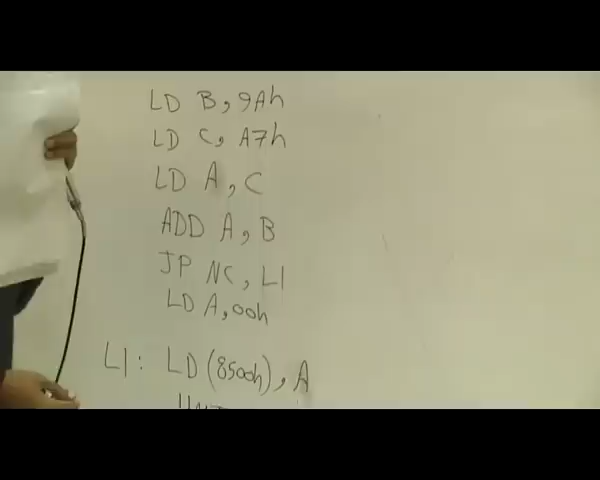 LD B, 9Ah
LD C, A7h
LD A, C
ADD A, B
JP NC, L1
LD A, 00h
L1: LD (8500h), A